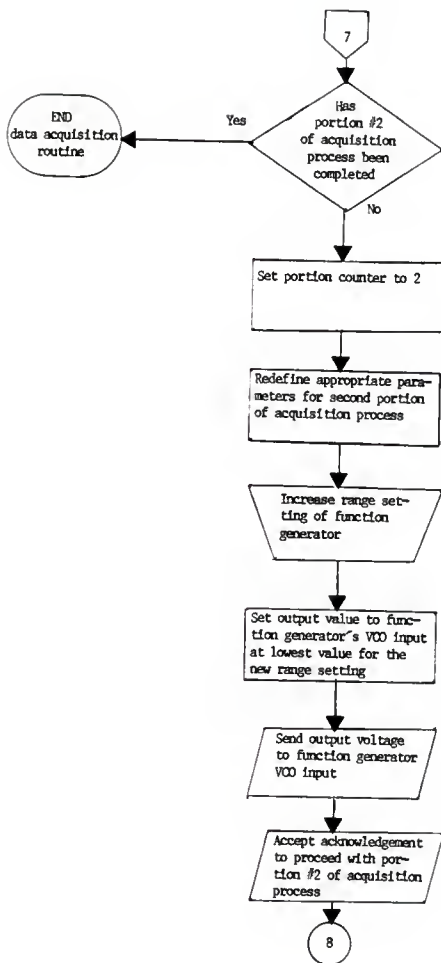 7
Has
portion #2
of acquisition
process been
completed
Yes
END
data acquisition
routine
No
Set portion counter to 2
Redefine appropriate para-
meters for second portion
of acquisition process
Increase range set-
ting of function
generator
Set output value to func-
tion generator's VCO input
at lowest value for the
new range setting
Send output voltage
to function generator
VCO input
Accept acknowledgement
to proceed with por-
tion #2 of acquisition
process
8